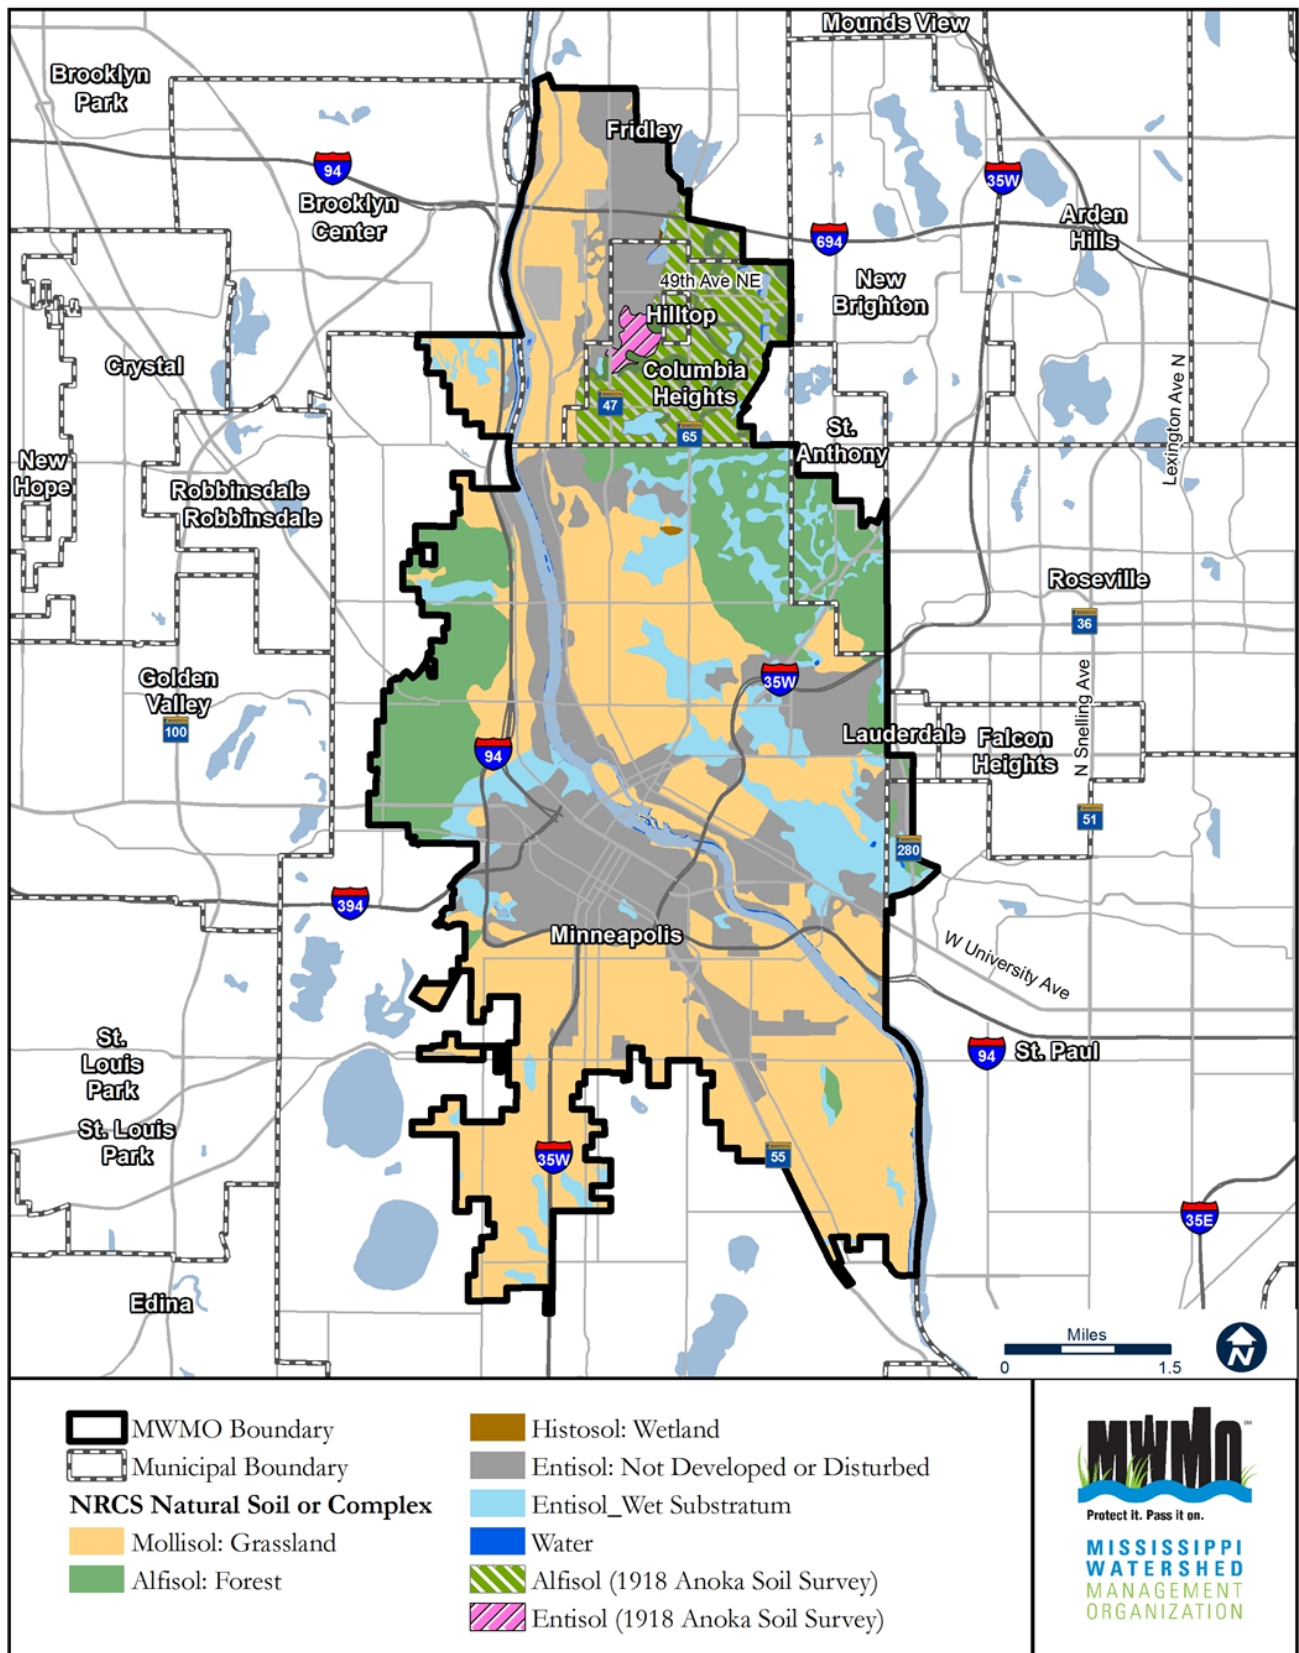 Mounds View
Brooklyn
Park
Fridley
94
35W
Brooklyn
Center
Arden
Hills
694
49th Ave NE
New
Brighton
Hilltop
Crystal
Columbia
Heights
Lexington Ave N
47
65
St.
Anthony
New
Hope
Robbinsdale
Robbinsdale
Roseville
36
Golden
Valley
35W
N Snelling Ave
100
Lauderdale
Falcon
Heights
94
51
280
394
Minneapolis
W University Ave
St.
Louis
Park
94
St. Paul
St. Louis
Park
35W
55
35E
Edina
Miles
0
1.5
N
MWMO Boundary
Municipal Boundary
NRCS Natural Soil or Complex
Mollisol: Grassland
Alfisol: Forest
Histosol: Wetland
Entisol: Not Developed or Disturbed
Entisol_Wet Substratum
Water
Alfisol (1918 Anoka Soil Survey)
Entisol (1918 Anoka Soil Survey)
MWMO
Protect it. Pass it on.
MISSISSIPPI
WATERSHED
MANAGEMENT
ORGANIZATION